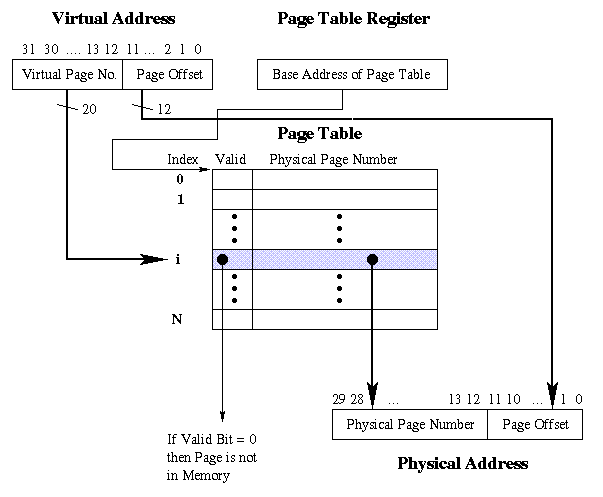 Virtual Address
Page Table Register
31 30 .... 13 12 11 ... 2 1 0
Virtual Page No. Page Offset
Base Address of Page Table
20
12
Page Table
Index Valid Physical Page Number
0
1
i
N
29 28 ... 13 12 11 10 ... 1 0
Physical Page Number Page Offset
If Valid Bit = 0
then Page is not
in Memory
Physical Address